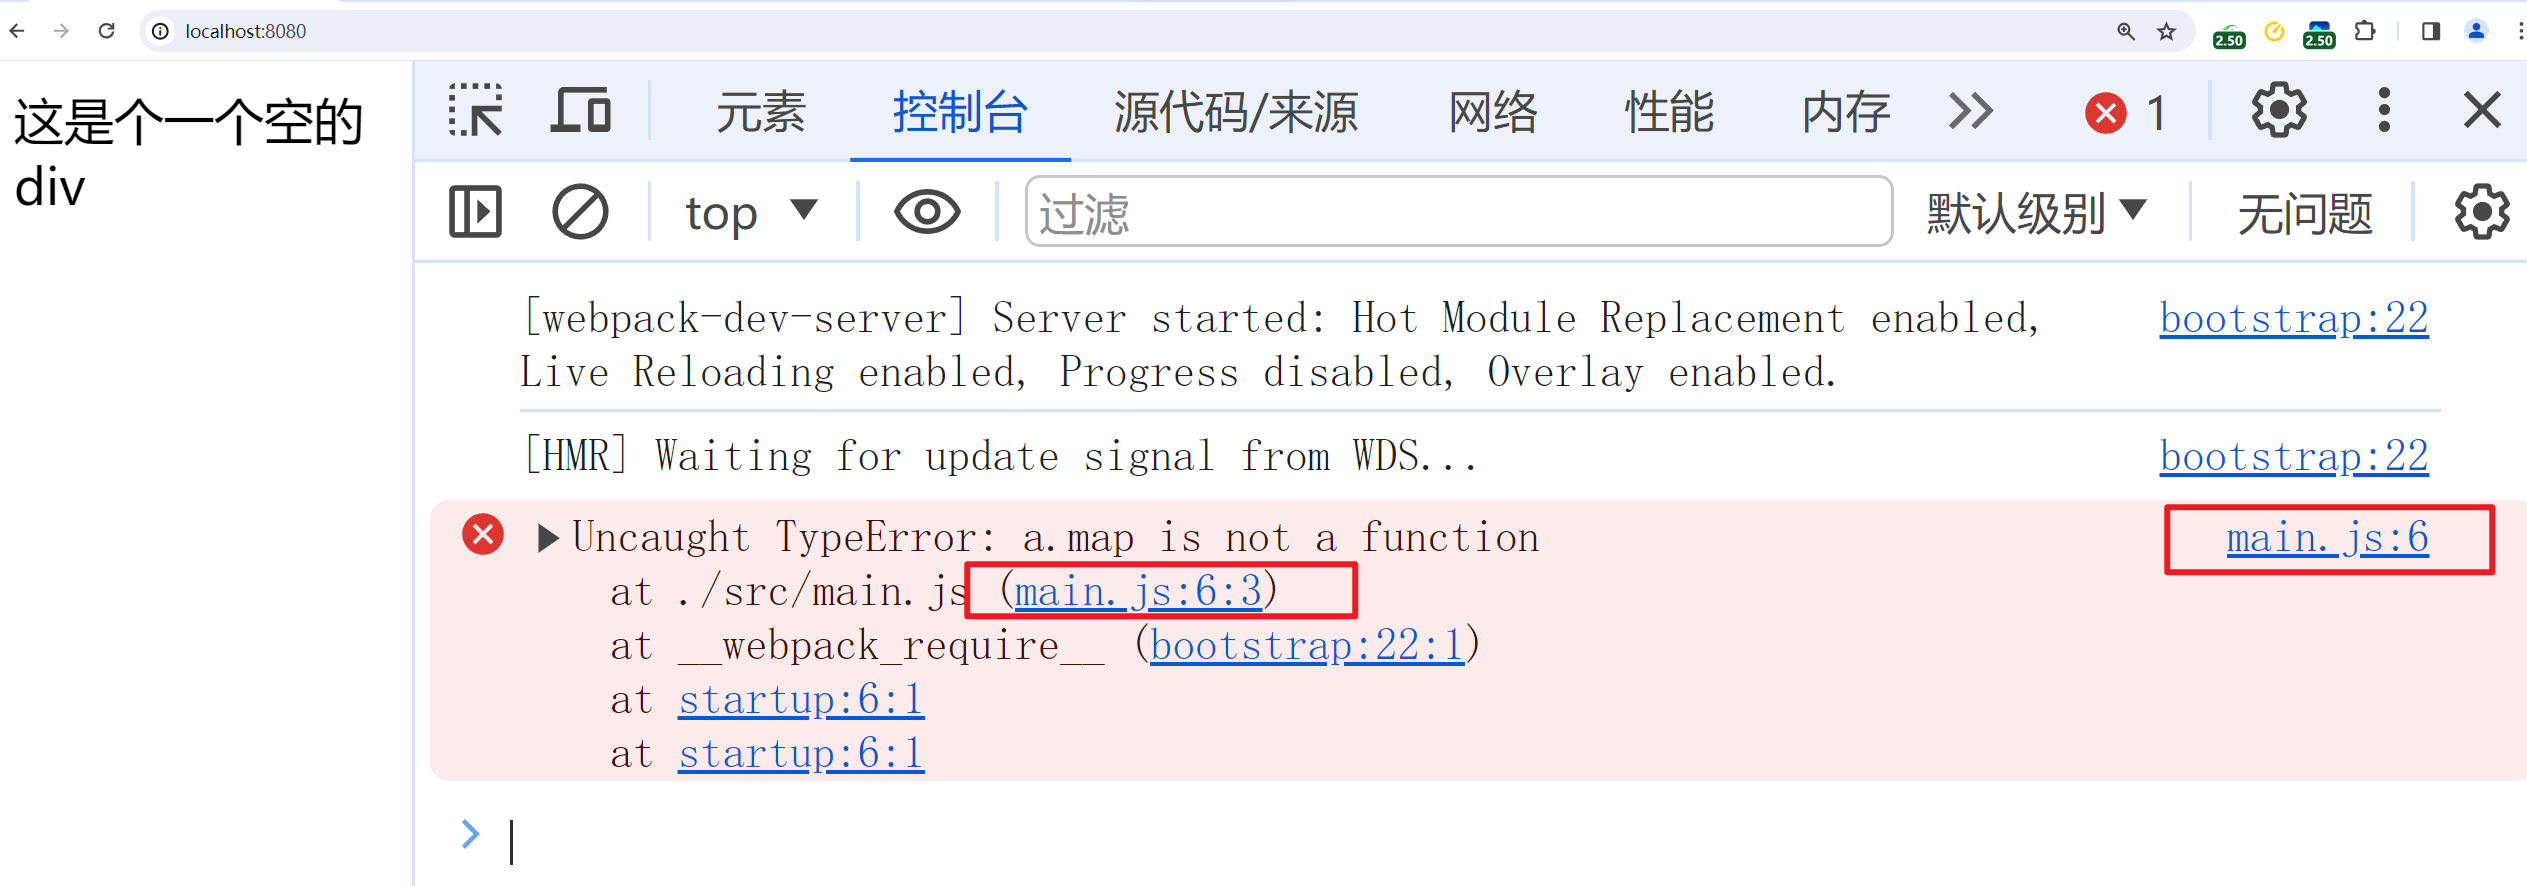 localhost:8080
2.50
2.50
这是个一个空的
div
元素 控制台 源代码/来源 网络 性能 内存 1
top 过滤 默认级别 无问题
[webpack-dev-server] Server started: Hot Module Replacement enabled, bootstrap:22
Live Reloading enabled, Progress disabled, Overlay enabled.
[HMR] Waiting for update signal from WDS... bootstrap:22
Uncaught TypeError: a.map is not a function main.js:6
at ./src/main.js (main.js:6:3)
at __webpack_require__ (bootstrap:22:1)
at startup:6:1
at startup:6:1